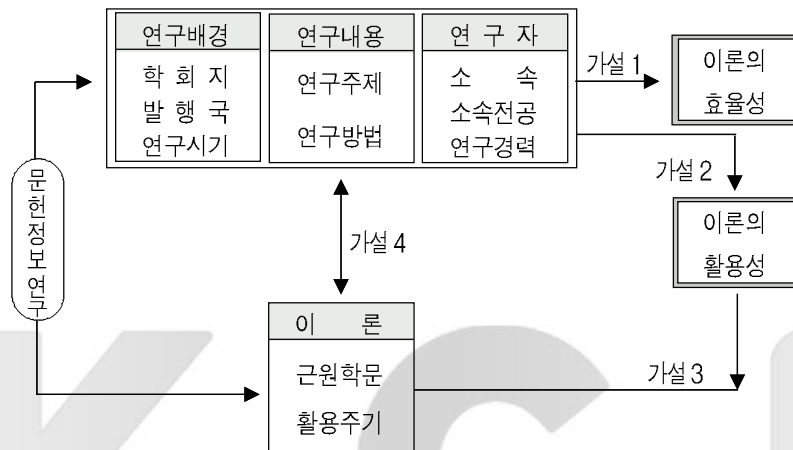 연구배경
학 회 지
발 행 국
연구시기
연구내용
연구주제
연구방법
연 구 자
소 속
소속전공
연구경력
가설 1
이론의
효율성
가설 2
이론의
활용성
문헌정보연구
가설 4
이 론
근원학문
활용주기
가설 3